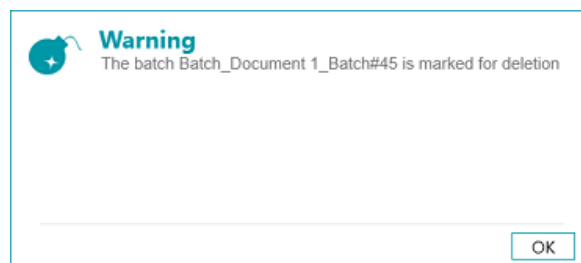 Warning
The batch Batch_Document 1_Batch#45 is marked for deletion
OK